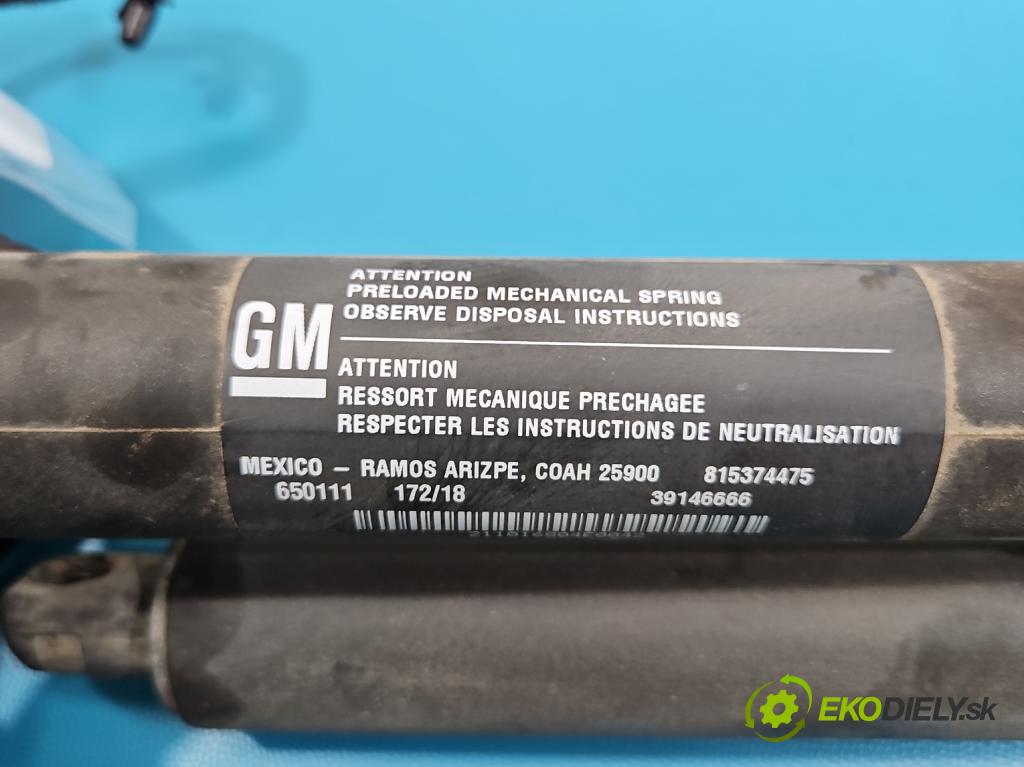 ATTENTION
PRELOADED MECHANICAL SPRING
OBSERVE DISPOSAL INSTRUCTIONS
GM
ATTENTION
RESSORT MECANIQUE PRECHAGEE
RESPECTER LES INSTRUCTIONS DE NEUTRALISATION
MEXICO – RAMOS ARIZPE, COAH 25900 815374475
650111 172/18 39146666
EKODIELY.sk